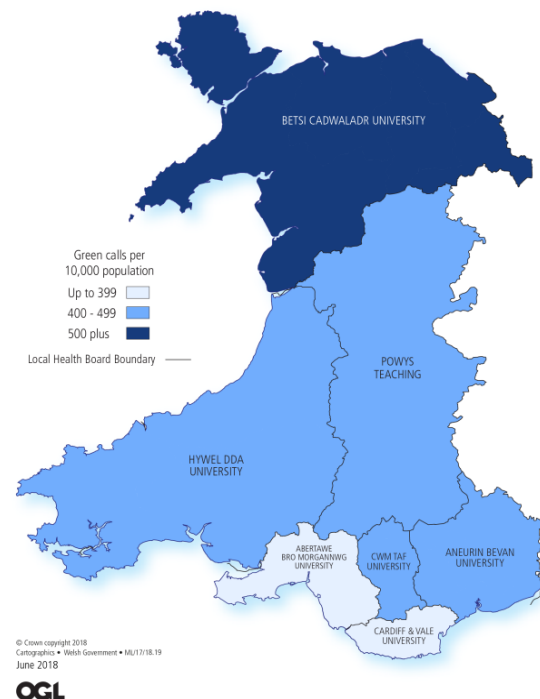 BETSI CADWALADR UNIVERSITY
Green calls per
10,000 population
Up to 399
400 - 499
500 plus
Local Health Board Boundary
POWYS
TEACHING
HYWEL DDA
UNIVERSITY
ABERTAWE
BRO MORGANNWG
UNIVERSITY
CWM TAF
UNIVERSITY
ANEURIN BEVAN
UNIVERSITY
CARDIFF & VALE
UNIVERSITY
© Crown copyright 2018
Cartographics • Welsh Government • ML/17/18.19
June 2018
OGL